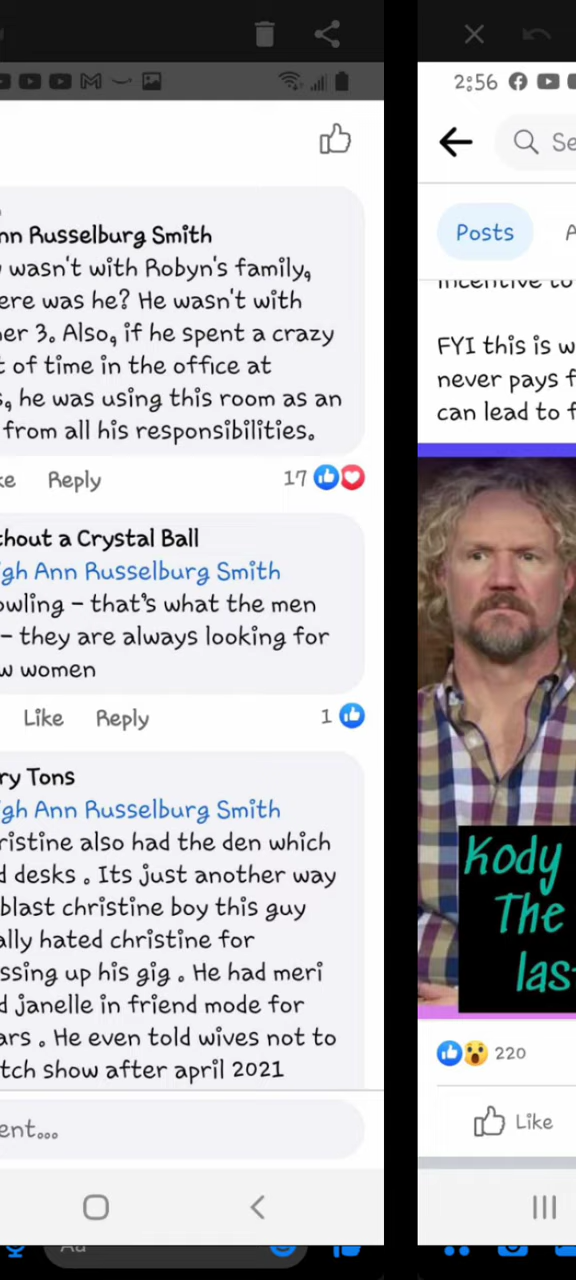 nn Russelburg Smith
wasn't with Robyn's family,
ere was he? He wasn't with
er 3. Also, if he spent a crazy
t of time in the office at
s, he was using this room as an
from all his responsibilities.
ke Reply 17
thout a Crystal Ball
gh Ann Russelburg Smith
owling – that's what the men
– they are always looking for
w women
Like Reply 1
ry Tons
gh Ann Russelburg Smith
ristine also had the den which
d desks . Its just another way
blast christine boy this guy
ally hated christine for
ssing up his gig . He had meri
d janelle in friend mode for
ars . He even told wives not to
tch show after april 2021
ent...
Aa
2:56
Se
Posts A
incentive to
FYI this is w
never pays f
can lead to f
Kody
The
las
220
Like